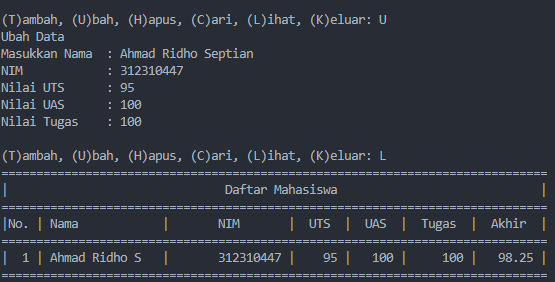 (T)ambah, (U)bah, (H)apus, (C)ari, (L)ihat, (K)eluar: U
Ubah Data
Masukkan Nama  : Ahmad Ridho Septian
NIM            : 312310447
Nilai UTS      : 95
Nilai UAS      : 100
Nilai Tugas    : 100
(T)ambah, (U)bah, (H)apus, (C)ari, (L)ihat, (K)eluar: L
==============================================================================
|                               Daftar Mahasiswa                             |
==============================================================================
|No. | Nama            |       NIM       |  UTS  |  UAS  |  Tugas  |  Akhir  |
==============================================================================
|  1 | Ahmad Ridho S   |       312310447 |    95 |   100 |     100 |   98.25 |
==============================================================================